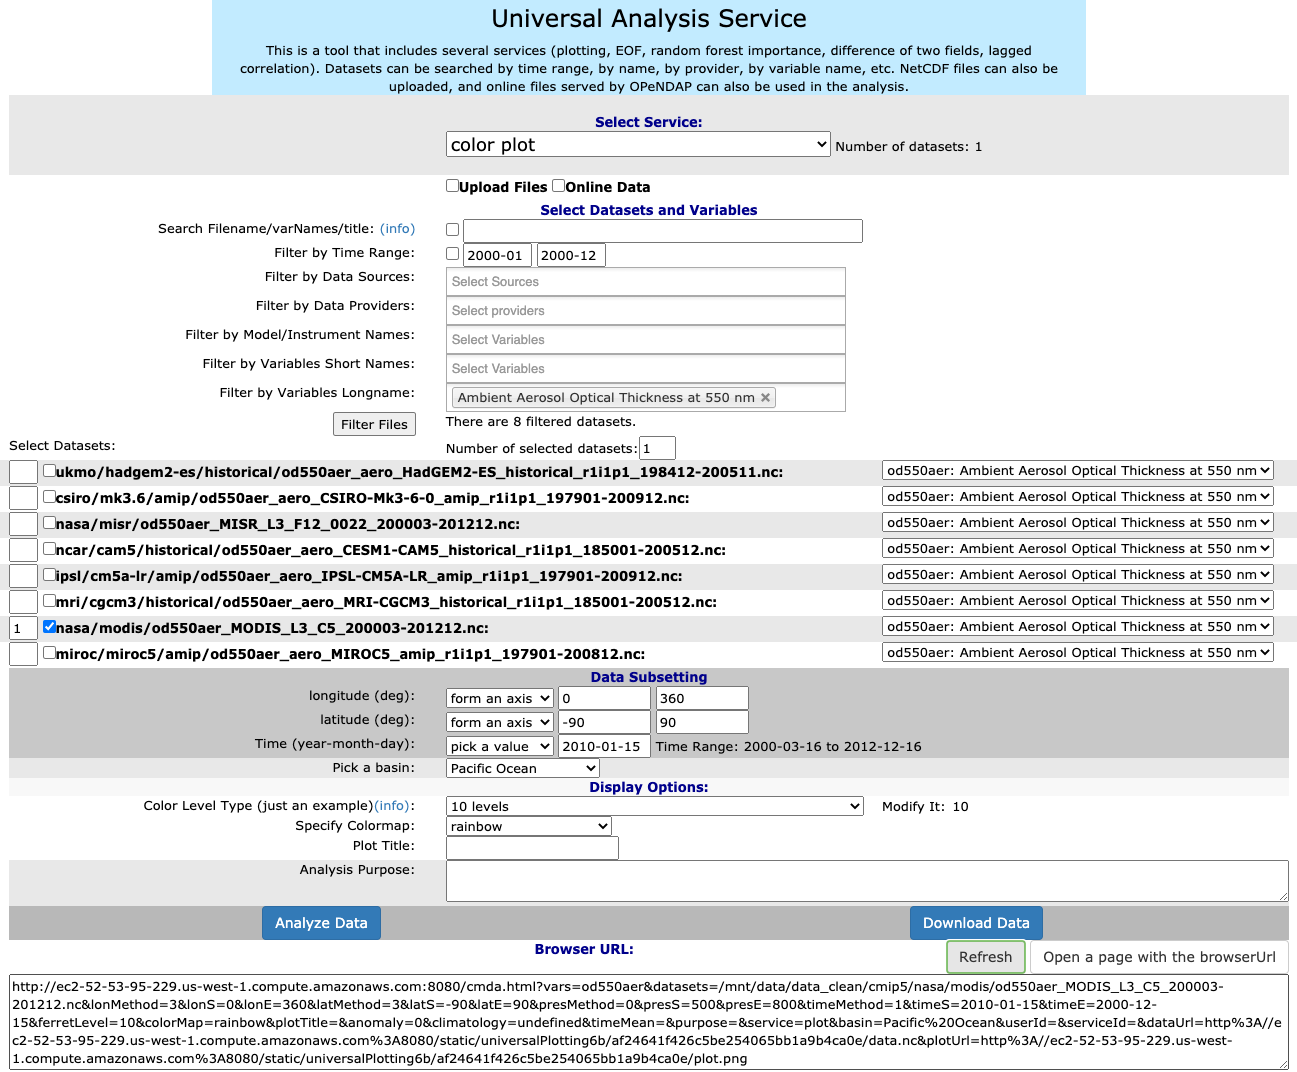 Universal Analysis Service
This is a tool that includes several services (plotting, EOF, random forest importance, difference of two fields, lagged
correlation). Datasets can be searched by time range, by name, by provider, by variable name, etc. NetCDF files can also be
uploaded, and online files served by OPeNDAP can also be used in the analysis.
Select Service:
color plot Number of datasets: 1
Upload Files Online Data
Select Datasets and Variables
Search Filename/varNames/title: (info)
Filter by Time Range: 2000-01 2000-12
Filter by Data Sources: Select Sources
Filter by Data Providers: Select providers
Filter by Model/Instrument Names: Select Variables
Filter by Variables Short Names: Select Variables
Filter by Variables Longname: Ambient Aerosol Optical Thickness at 550 nm ×
Filter Files There are 8 filtered datasets.
Select Datasets: Number of selected datasets: 1
ukmo/hadgem2-es/historical/od550aer_aero_HadGEM2-ES_historical_r1i1p1_198412-200511.nc: od550aer: Ambient Aerosol Optical Thickness at 550 nm
csiro/mk3.6/amip/od550aer_aero_CSIRO-Mk3-6-0_amip_r1i1p1_197901-200912.nc: od550aer: Ambient Aerosol Optical Thickness at 550 nm
nasa/misr/od550aer_MISR_L3_F12_0022_200003-201212.nc: od550aer: Ambient Aerosol Optical Thickness at 550 nm
ncar/cam5/historical/od550aer_aero_CESM1-CAM5_historical_r1i1p1_185001-200512.nc: od550aer: Ambient Aerosol Optical Thickness at 550 nm
ipsl/cm5a-lr/amip/od550aer_aero_IPSL-CM5A-LR_amip_r1i1p1_197901-200912.nc: od550aer: Ambient Aerosol Optical Thickness at 550 nm
mri/cgcm3/historical/od550aer_aero_MRI-CGCM3_historical_r1i1p1_185001-200512.nc: od550aer: Ambient Aerosol Optical Thickness at 550 nm
1 nasa/modis/od550aer_MODIS_L3_C5_200003-201212.nc: od550aer: Ambient Aerosol Optical Thickness at 550 nm
miroc/miroc5/amip/od550aer_aero_MIROC5_amip_r1i1p1_197901-200812.nc: od550aer: Ambient Aerosol Optical Thickness at 550 nm
Data Subsetting
longitude (deg): form an axis 0 360
latitude (deg): form an axis -90 90
Time (year-month-day): pick a value 2010-01-15 Time Range: 2000-03-16 to 2012-12-16
Pick a basin: Pacific Ocean
Display Options:
Color Level Type (just an example)(info): 10 levels Modify It: 10
Specify Colormap: rainbow
Plot Title:
Analysis Purpose:
Analyze Data Download Data
Browser URL: Refresh Open a page with the browserUrl
http://ec2-52-53-95-229.us-west-1.compute.amazonaws.com:8080/cmda.html?vars=od550aer&datasets=/mnt/data/data_clean/cmip5/nasa/modis/od550aer_MODIS_L3_C5_200003-
201212.nc&lonMethod=3&lonS=0&lonE=360&latMethod=3&latS=-90&latE=90&presMethod=0&presS=500&presE=800&timeMethod=1&timeS=2010-01-15&timeE=2000-12-
15&ferretLevel=10&colorMap=rainbow&plotTitle=&anomaly=0&climatology=undefined&timeMean=&purpose=&service=plot&basin=Pacific%20Ocean&userId=&serviceId=&dataUrl=http%3A//e
c2-52-53-95-229.us-west-1.compute.amazonaws.com%3A8080/static/universalPlotting6b/af24641f426c5be254065bb1a9b4ca0e/data.nc&plotUrl=http%3A//ec2-52-53-95-229.us-west-
1.compute.amazonaws.com%3A8080/static/universalPlotting6b/af24641f426c5be254065bb1a9b4ca0e/plot.png